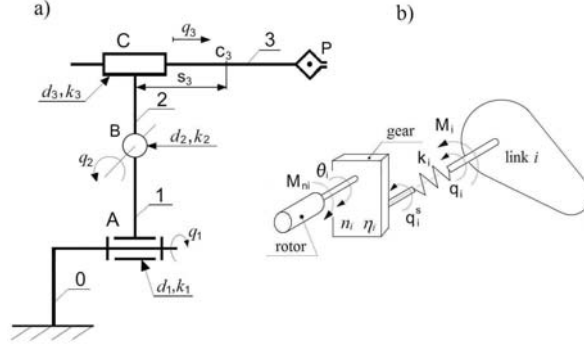 a)
b)
q₃
C
c₃
3
P
s₃
d₃,k₃
2
B
d₂,k₂
q₂
1
A
q₁
0
d₁,k₁
gear
Mᵢ
kᵢ
link i
θᵢ
Mₙᵢ
qᵢ
qᵢˢ
nᵢ ηᵢ
rotor